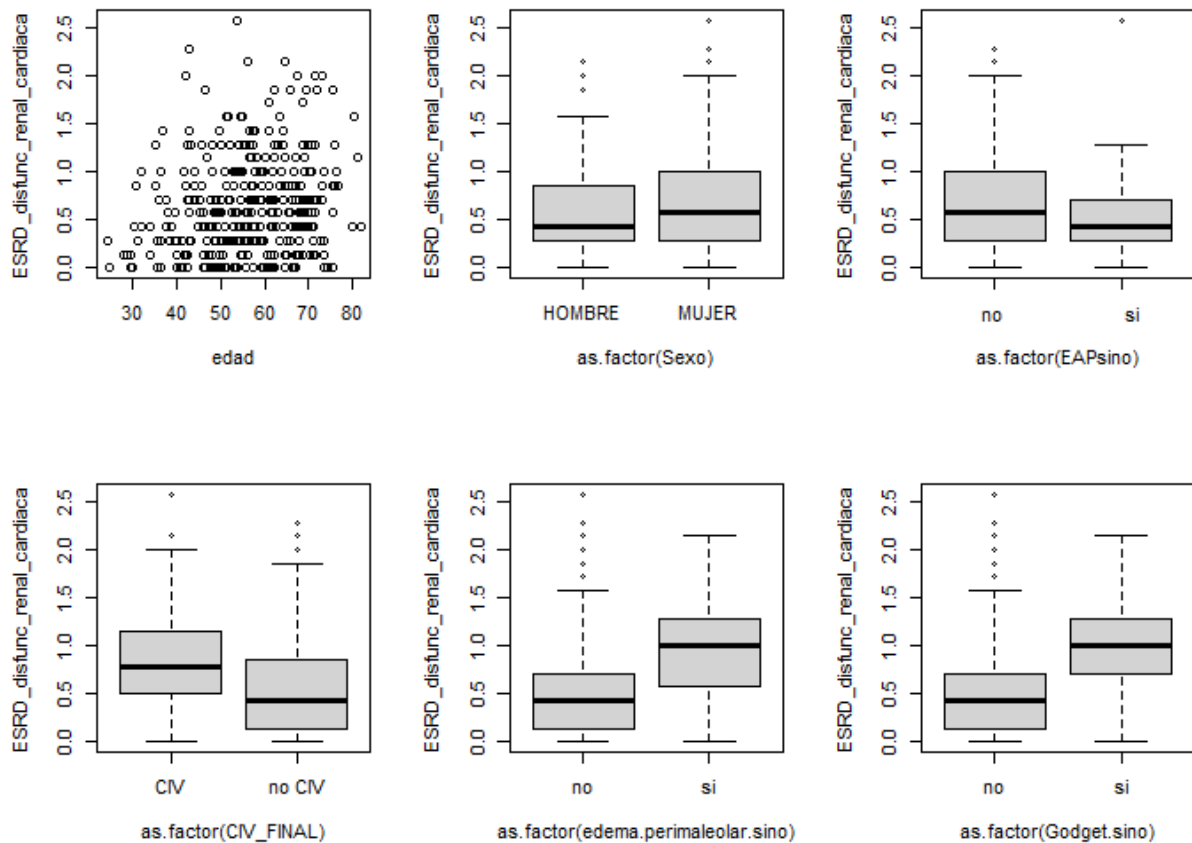 ESRD_disfunc_renal_cardiaca
0.0 0.5 1.0 1.5 2.0 2.5
30 40 50 60 70 80
edad
ESRD_disfunc_renal_cardiaca
0.0 0.5 1.0 1.5 2.0 2.5
HOMBRE MUJER
as.factor(Sexo)
ESRD_disfunc_renal_cardiaca
0.0 0.5 1.0 1.5 2.0 2.5
no si
as.factor(EAPsino)
ESRD_disfunc_renal_cardiaca
0.0 0.5 1.0 1.5 2.0 2.5
CIV no CIV
as.factor(CIV_FINAL)
ESRD_disfunc_renal_cardiaca
0.0 0.5 1.0 1.5 2.0 2.5
no si
as.factor(edema.perimaleolar.sino)
ESRD_disfunc_renal_cardiaca
0.0 0.5 1.0 1.5 2.0 2.5
no si
as.factor(Godget.sino)